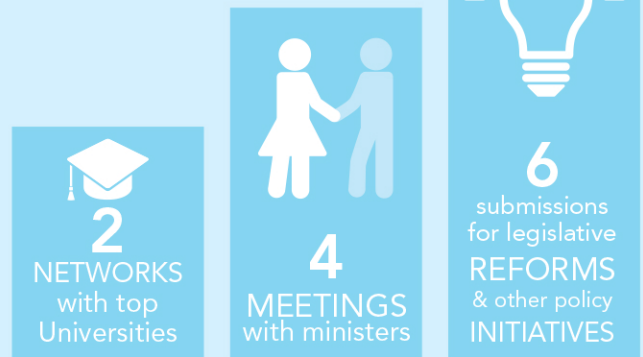 2
NETWORKS
with top
Universities
4
MEETINGS
with ministers
6
submissions
for legislative
REFORMS
& other policy
INITIATIVES